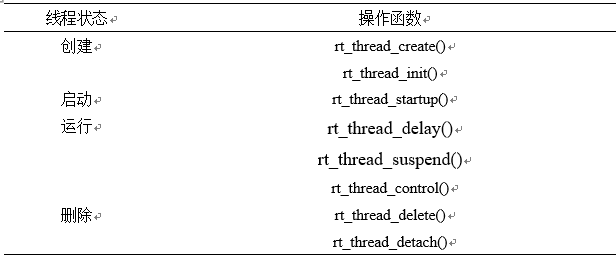 线程状态 操作函数
创建 rt_thread_create()
rt_thread_init()
启动 rt_thread_startup()
运行 rt_thread_delay()
rt_thread_suspend()
rt_thread_control()
删除 rt_thread_delete()
rt_thread_detach()